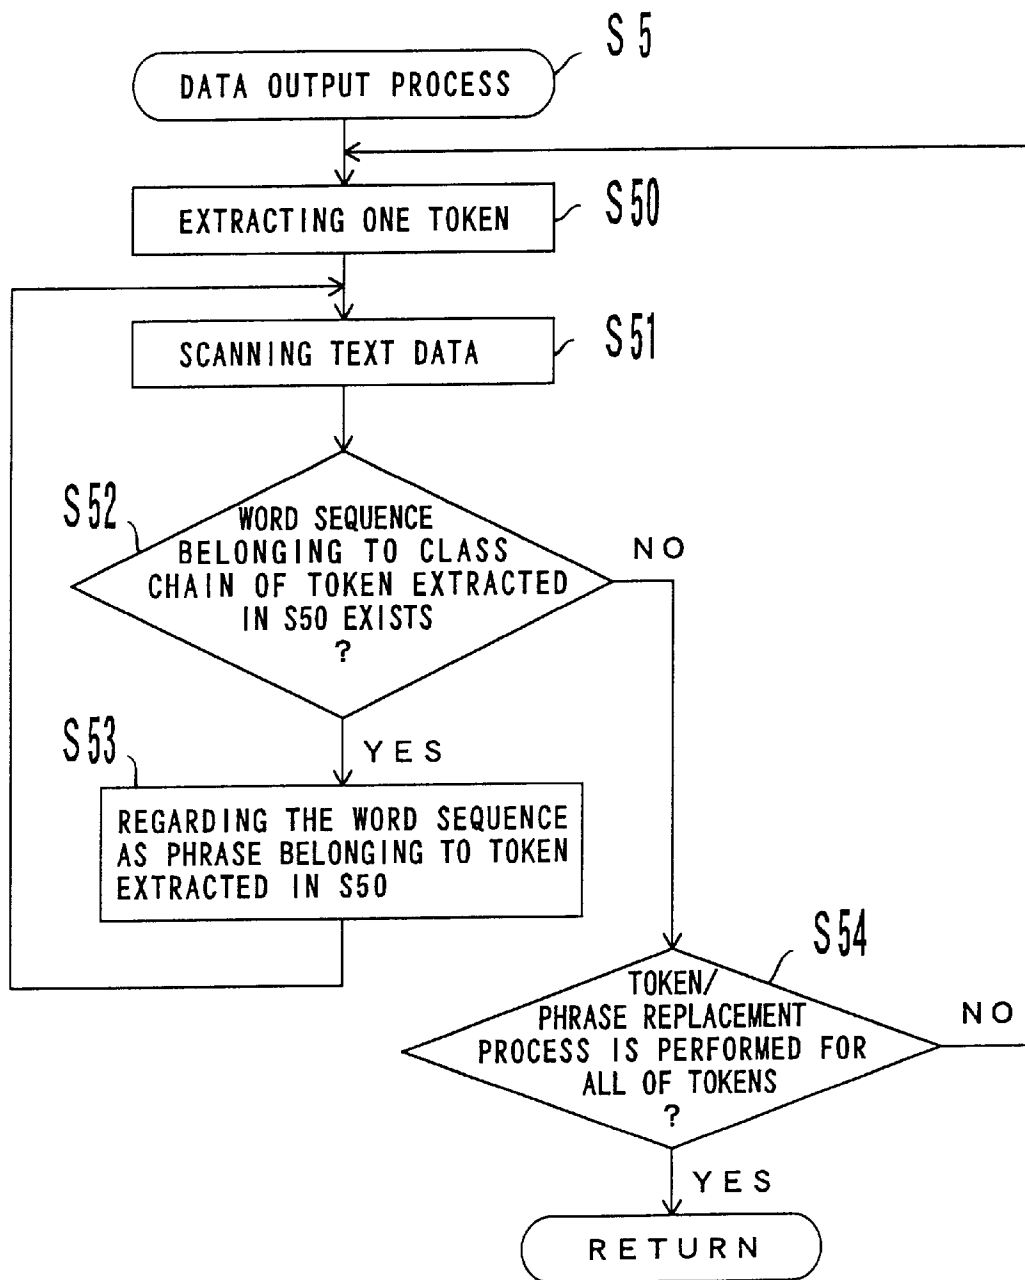 S5
DATA OUTPUT PROCESS
S50
EXTRACTING ONE TOKEN
S51
SCANNING TEXT DATA
S52
WORD SEQUENCE
BELONGING TO CLASS
CHAIN OF TOKEN EXTRACTED
IN S50 EXISTS
?
NO
YES
S53
REGARDING THE WORD SEQUENCE
AS PHRASE BELONGING TO TOKEN
EXTRACTED IN S50
S54
TOKEN/
PHRASE REPLACEMENT
PROCESS IS PERFORMED FOR
ALL OF TOKENS
?
NO
YES
RETURN